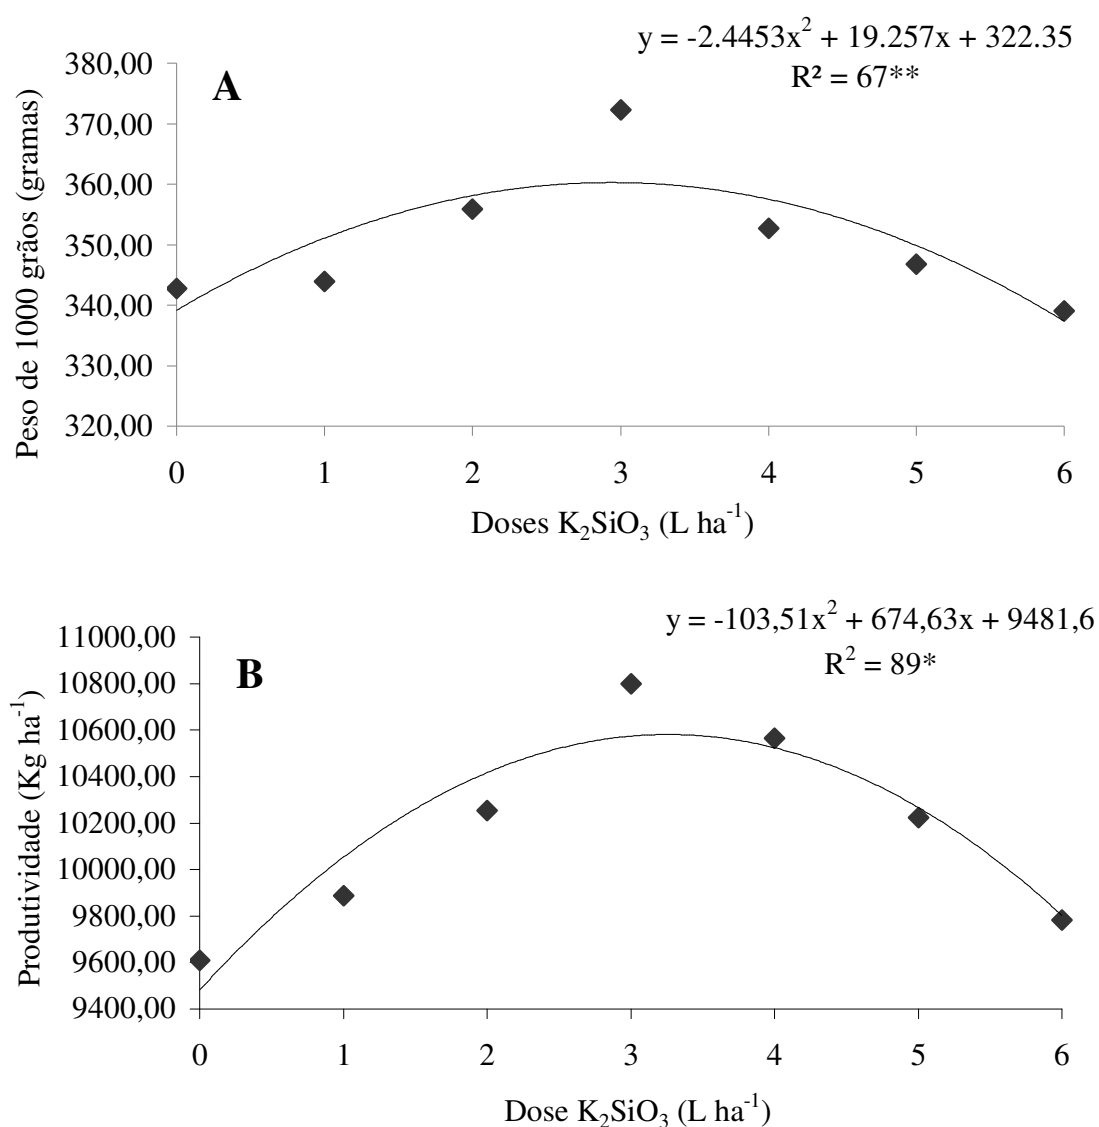 y = -2.4453x² + 19.257x + 322.35
R² = 67**
A
Peso de 1000 grãos (gramas)
380,00
370,00
360,00
350,00
340,00
330,00
320,00
0 1 2 3 4 5 6
Doses K₂SiO₃ (L ha⁻¹)
y = -103,51x² + 674,63x + 9481,6
R² = 89*
B
Produtividade (Kg ha⁻¹)
11000,00
10800,00
10600,00
10400,00
10200,00
10000,00
9800,00
9600,00
9400,00
0 1 2 3 4 5 6
Dose K₂SiO₃ (L ha⁻¹)